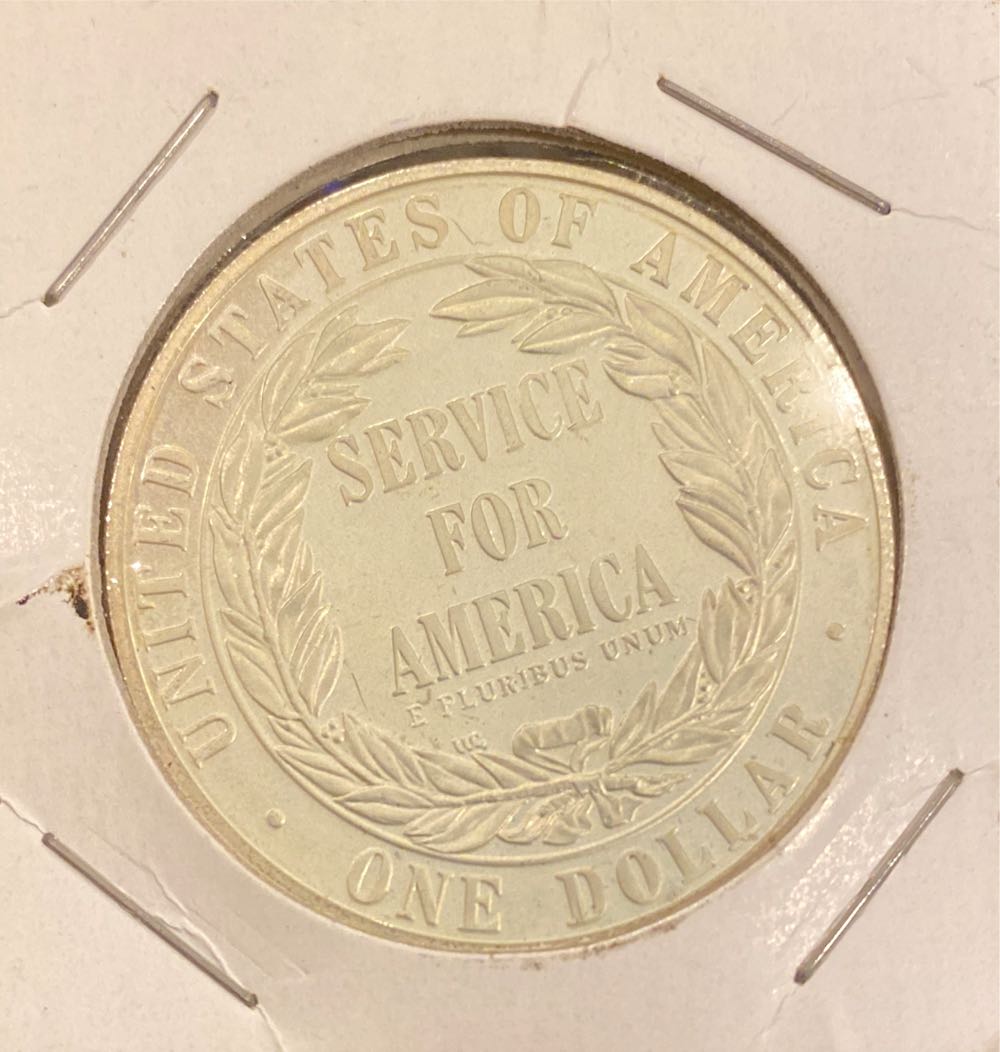 UNITED STATES OF AMERICA
SERVICE
FOR
AMERICA
E PLURIBUS UNUM
· ONE DOLLAR ·